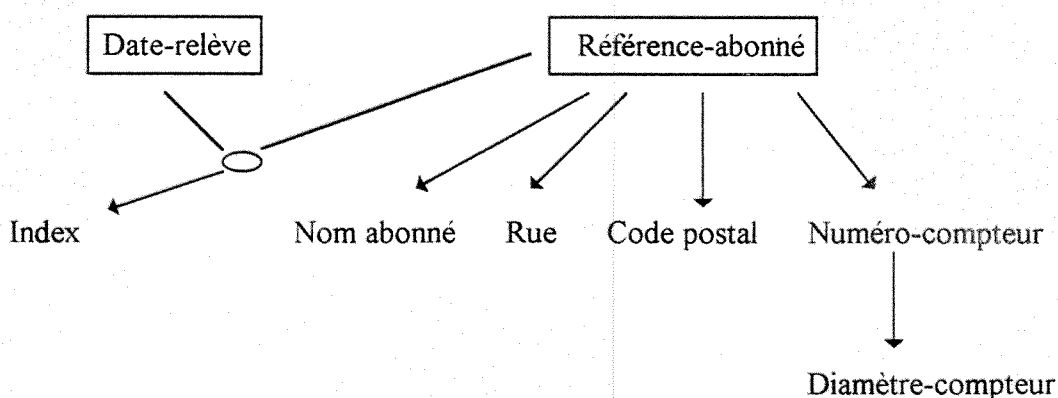 Date-relève Référence-abonné
Index Nom abonné Rue Code postal Numéro-compteur
Diamètre-compteur